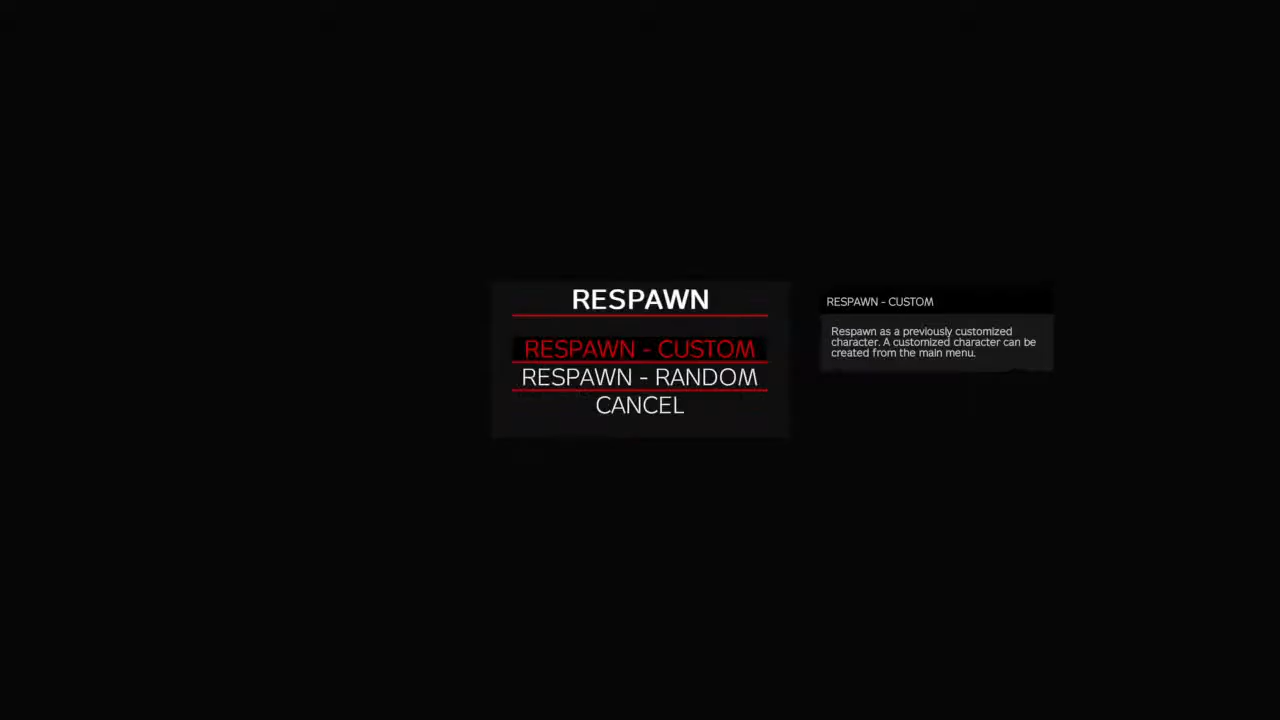 RESPAWN
RESPAWN - CUSTOM
RESPAWN - RANDOM
CANCEL
RESPAWN - CUSTOM
Respawn as a previously customized
character. A customized character can be
created from the main menu.